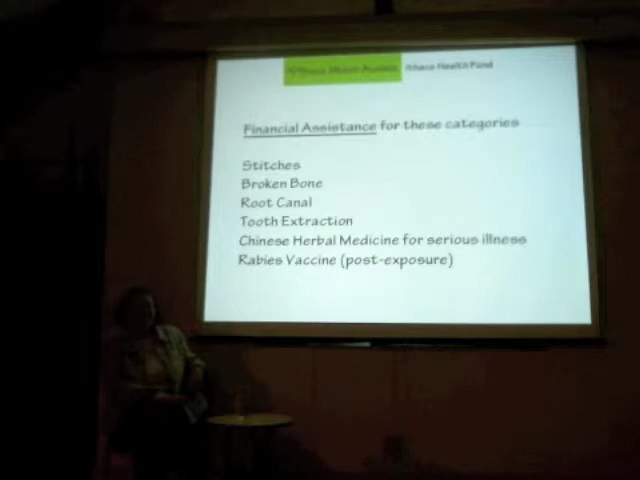 Ithaca Health Fund
Financial Assistance for these categories
Stitches
Broken Bone
Root Canal
Tooth Extraction
Chinese Herbal Medicine for serious illness
Rabies Vaccine (post-exposure)